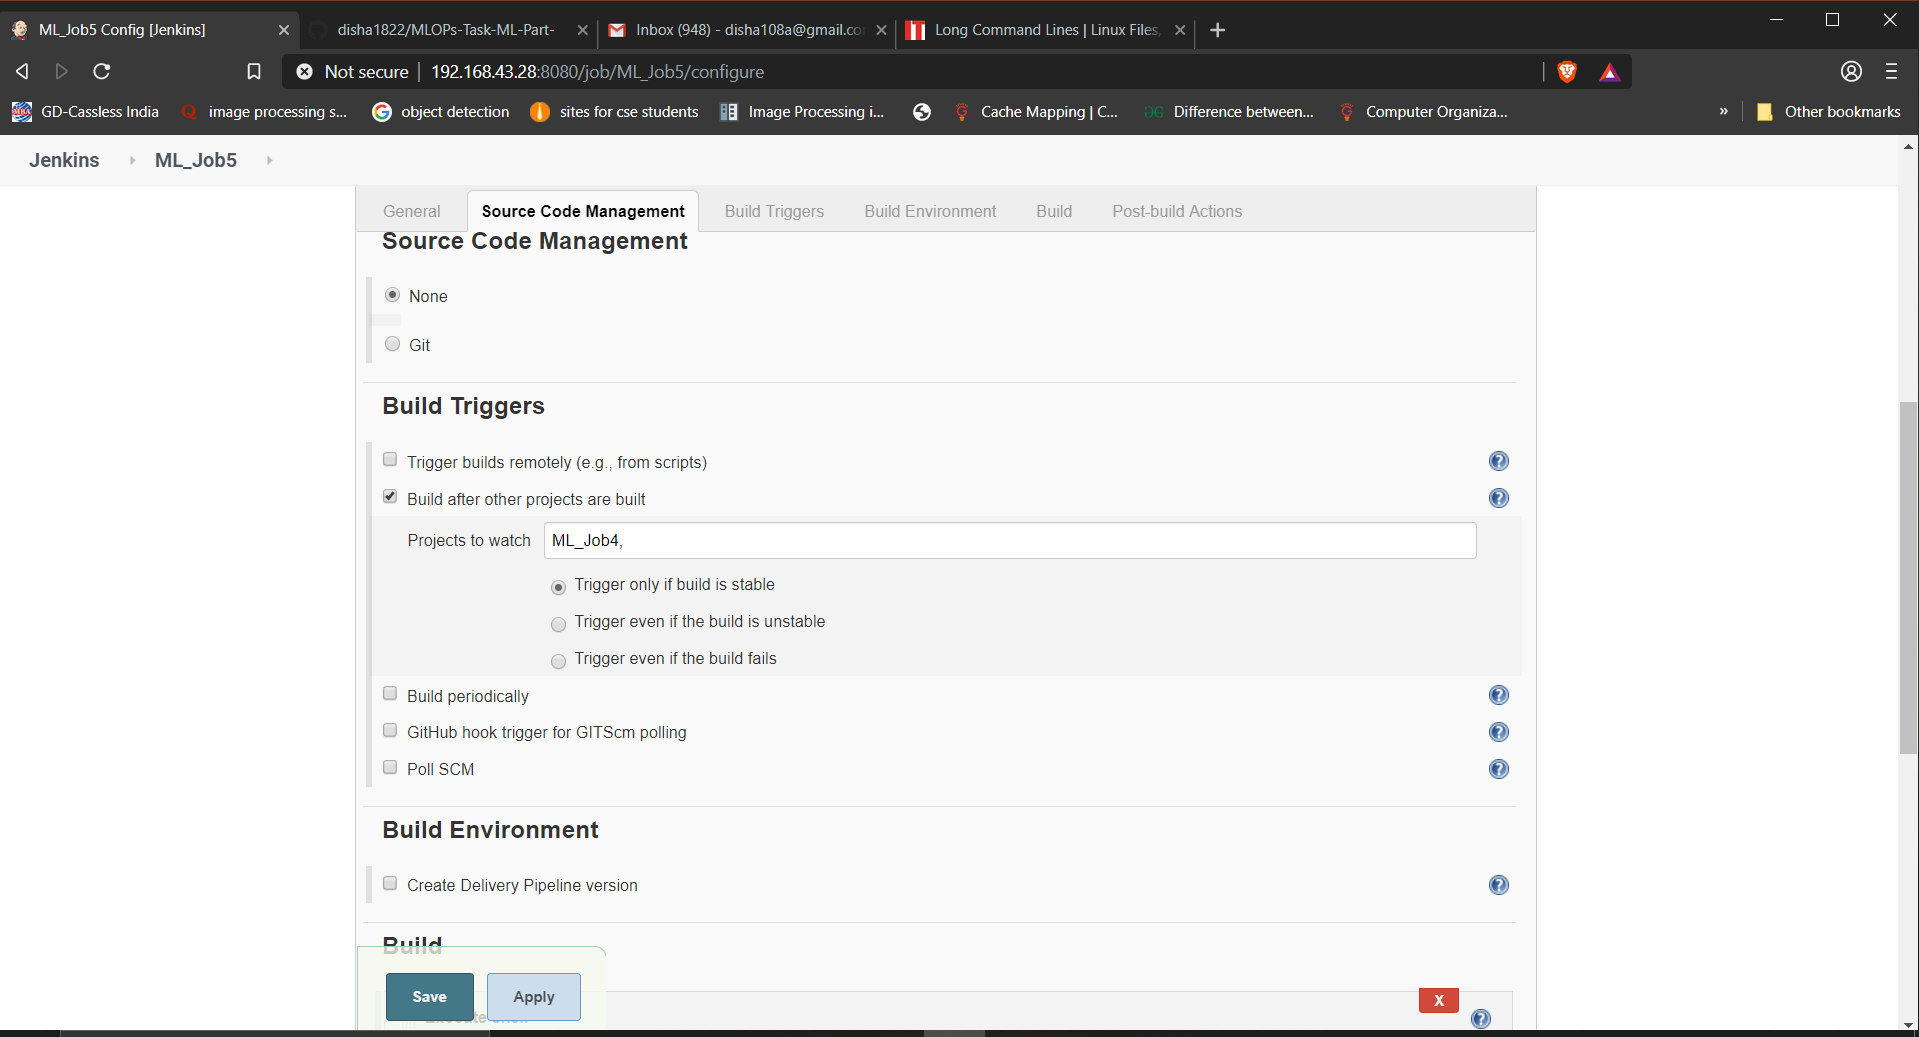 ML_Job5 Config [Jenkins]
disha1822/MLOPs-Task-ML-Part-
Inbox (948) - disha108a@gmail.co
Long Command Lines | Linux Files,
Not secure
192.168.43.28:8080/job/ML_Job5/configure
GD-Cassless India
image processing s...
object detection
sites for cse students
Image Processing i...
Cache Mapping | C...
Difference between...
Computer Organiza...
»
Other bookmarks
Jenkins
ML_Job5
General
Source Code Management
Build Triggers
Build Environment
Build
Post-build Actions
Source Code Management
None
Git
Build Triggers
Trigger builds remotely (e.g., from scripts)
Build after other projects are built
Projects to watch
ML_Job4,
Trigger only if build is stable
Trigger even if the build is unstable
Trigger even if the build fails
Build periodically
GitHub hook trigger for GITScm polling
Poll SCM
Build Environment
Create Delivery Pipeline version
Build
Save
Apply
X